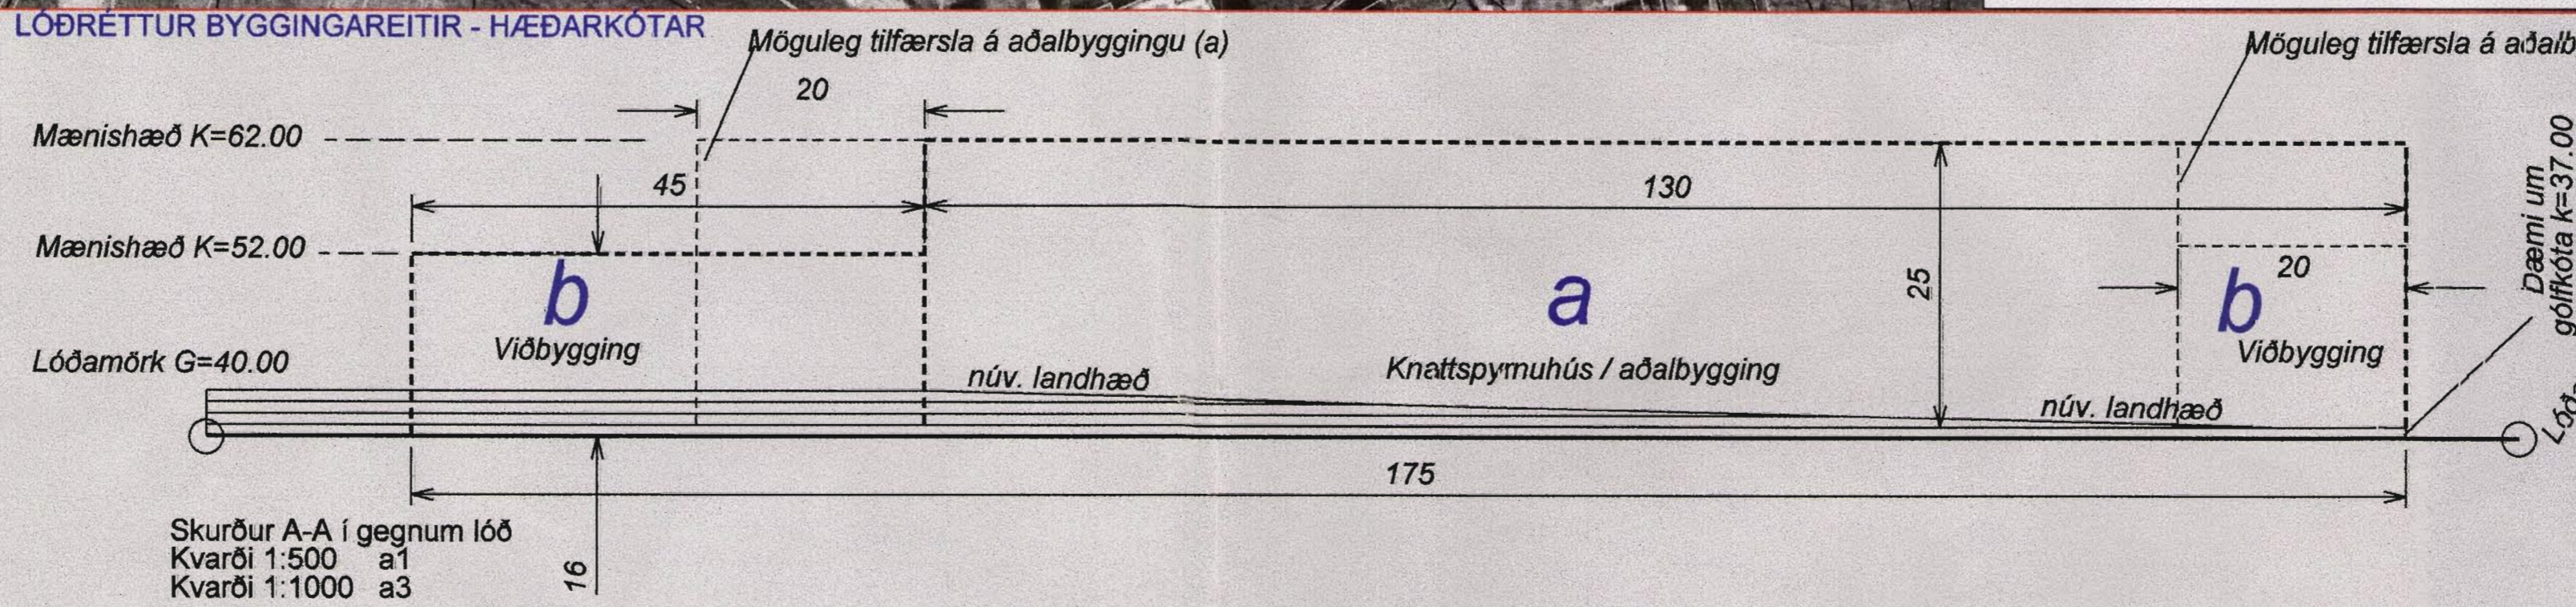 LÓÐRÉTTUR BYGGINGAREITIR - HÆÐARKÓTAR
Möguleg tilfærsla á aðalbyggingu (a)
Möguleg tilfærsla á aðalb
20
Mænishæð K=62.00
45
130
Mænishæð K=52.00
b
Viðbygging
a
Knattspyrnuhús / aðalbygging
25
20
b
Viðbygging
Dæmi um
gólfkóta k=37.00
Lóðamörk G=40.00
núv. landhæð
núv. landhæð
Lóð
175
Skurður A-A í gegnum lóð
Kvarði 1:500 a1
Kvarði 1:1000 a3
16